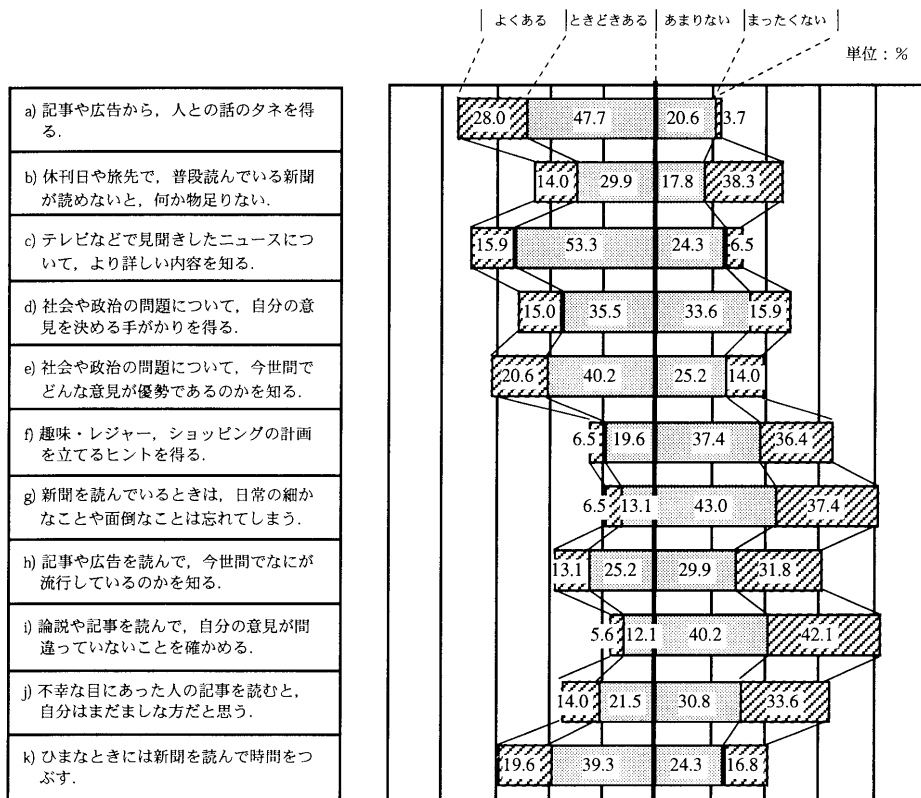 よくある ときどきある あまりない まったくない
単位：％
a) 記事や広告から，人との話のタネを得
る.
28.0 47.7 20.6 3.7
b) 休刊日や旅先で，普段読んでいる新聞
が読めないと，何か物足りない.
14.0 29.9 17.8 38.3
c) テレビなどで見聞きしたニュースにつ
いて，より詳しい内容を知る.
15.9 53.3 24.3 6.5
d) 社会や政治の問題について，自分の意
見を決める手がかりを得る.
15.0 35.5 33.6 15.9
e) 社会や政治の問題について，今世間で
どんな意見が優勢であるのかを知る.
20.6 40.2 25.2 14.0
f) 趣味・レジャー，ショッピングの計画
を立てるヒントを得る.
6.5 19.6 37.4 36.4
g) 新聞を読んでいるときは，日常の細か
なことや面倒なことは忘れてしまう.
6.5 13.1 43.0 37.4
h) 記事や広告を読んで，今世間でなにが
流行しているのかを知る.
13.1 25.2 29.9 31.8
i) 論説や記事を読んで，自分の意見が間
違っていないことを確かめる.
5.6 12.1 40.2 42.1
j) 不幸な目にあった人の記事を読むと，
自分はまだましな方だと思う.
14.0 21.5 30.8 33.6
k) ひまなときには新聞を読んで時間をつ
ぶす.
19.6 39.3 24.3 16.8